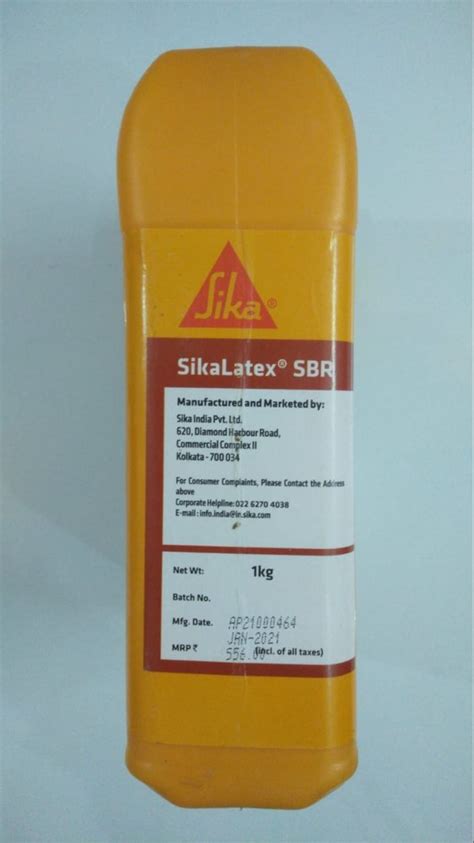 Sika®
SikaLatex® SBR
Manufactured and Marketed by:
Sika India Pvt. Ltd.
620, Diamond Harbour Road,
Commercial Complex II
Kolkata - 700 034
For Consumer Complaints, Please Contact the Address
above
Corporate Helpline: 022 6270 4038
E-mail : info.india@in.sika.com
Net Wt: 1kg
Batch No.
Mfg. Date. AP21000464
JAN-2021
MRP ₹ 556.00 (incl. of all taxes)